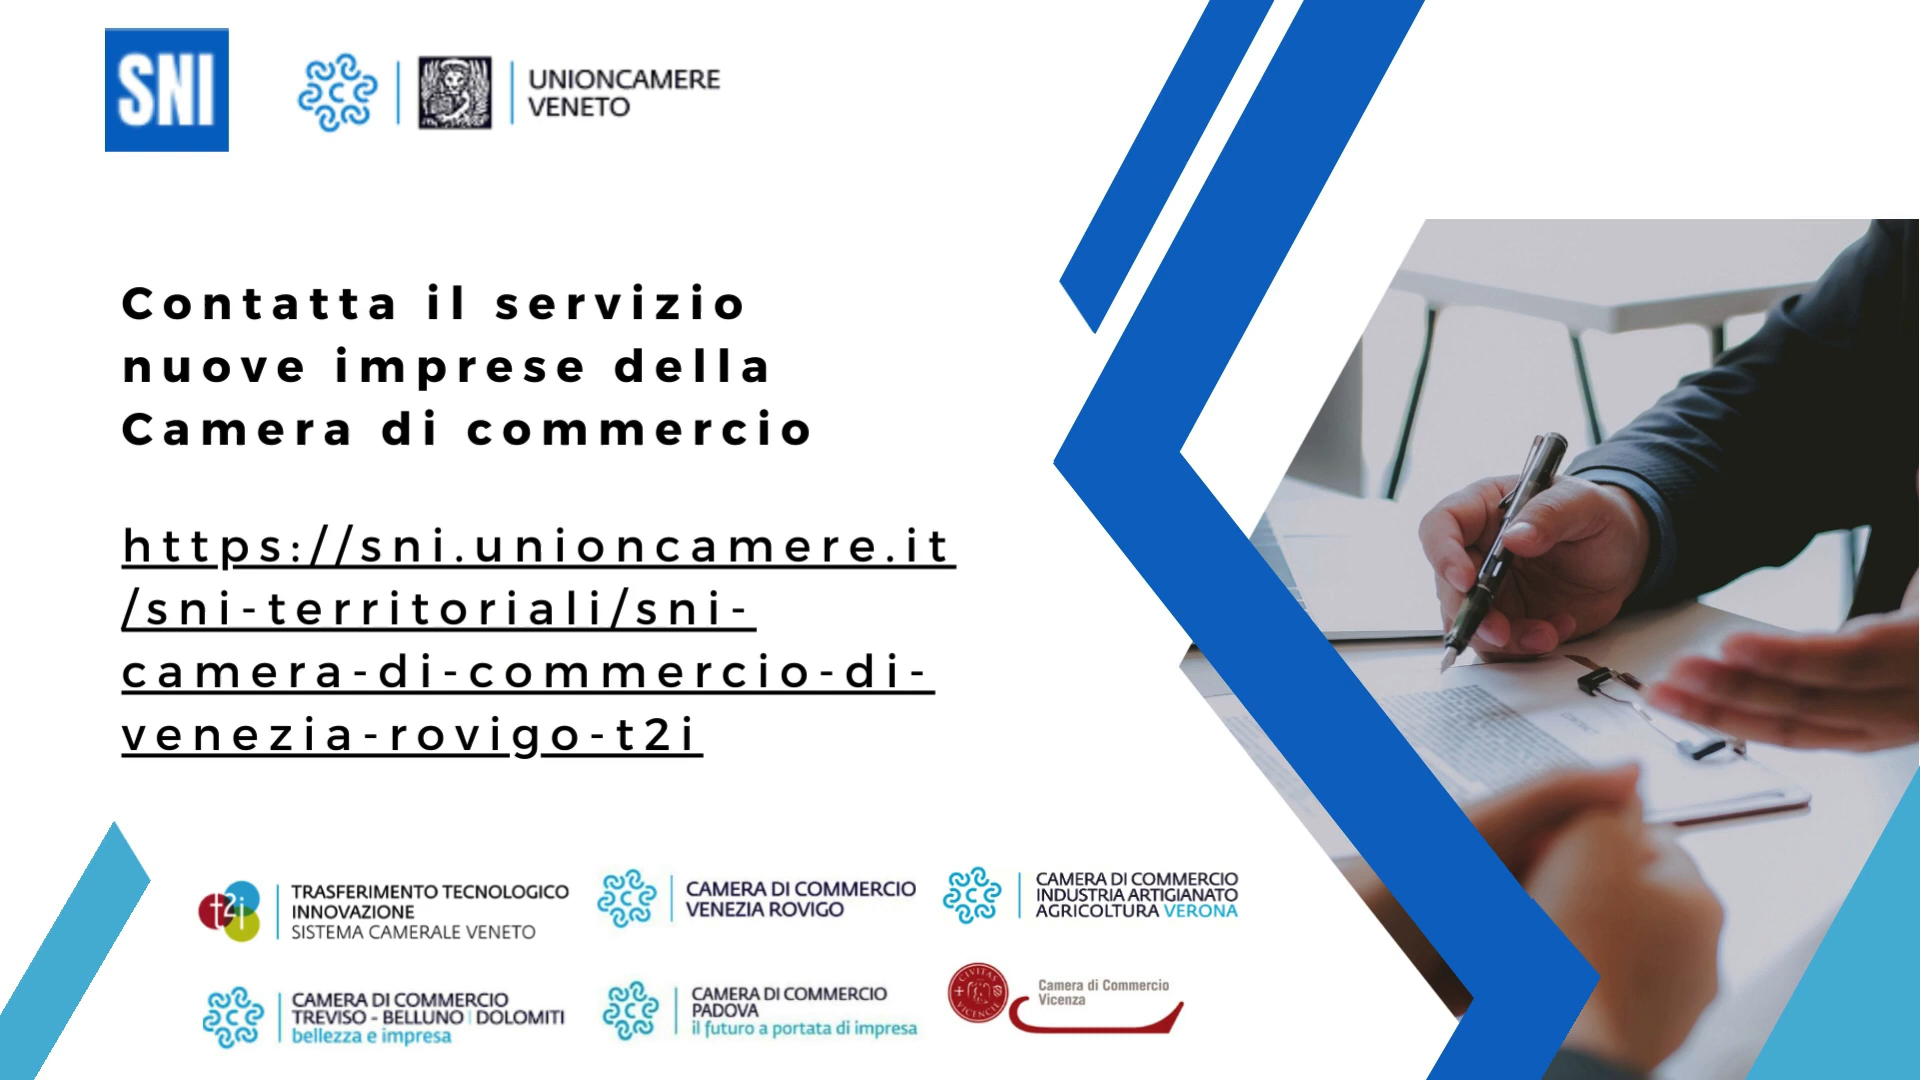 SNI
UNIONCAMERE
VENETO
Contatta il servizio
nuove imprese della
Camera di commercio
https://sni.unioncamere.it
/sni-territoriali/sni-
camera-di-commercio-di-
venezia-rovigo-t2i
t2i
TRASFERIMENTO TECNOLOGICO
INNOVAZIONE
SISTEMA CAMERALE VENETO
CAMERA DI COMMERCIO
VENEZIA ROVIGO
CAMERA DI COMMERCIO
INDUSTRIA ARTIGIANATO
AGRICOLTURA VERONA
CAMERA DI COMMERCIO
TREVISO - BELLUNO | DOLOMITI
bellezza e impresa
CAMERA DI COMMERCIO
PADOVA
il futuro a portata di impresa
CIVITAS
VICENCIE
Camera di Commercio
Vicenza